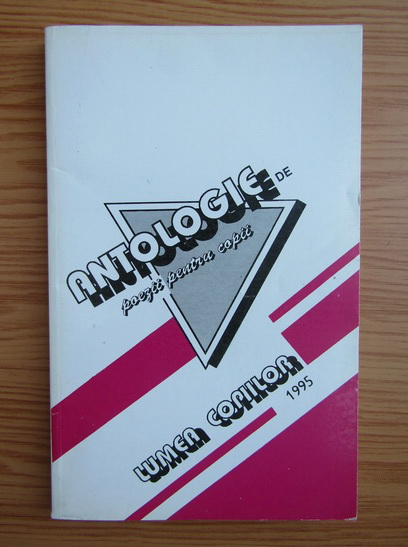 ANTOLOGIE DE
poezii pentru copii
LUMEA COPIILOR
1995